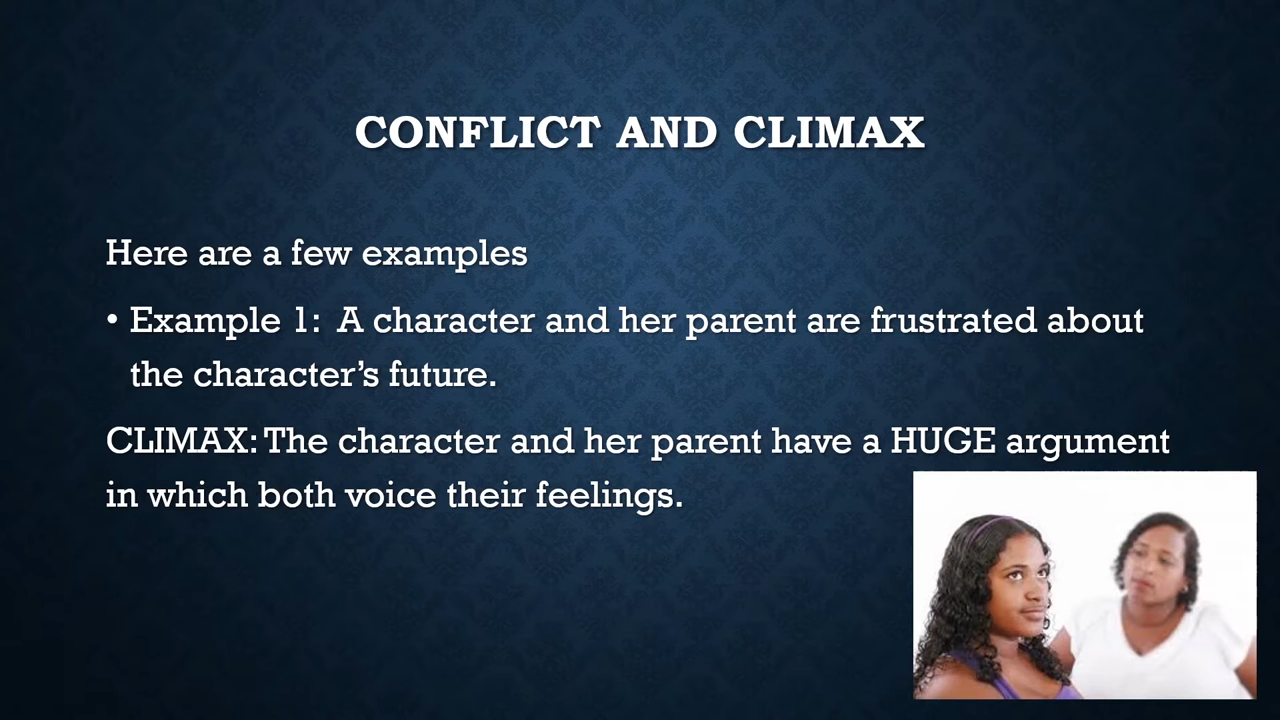 CONFLICT AND CLIMAX
Here are a few examples
• Example 1:  A character and her parent are frustrated about
the character’s future.
CLIMAX: The character and her parent have a HUGE argument
in which both voice their feelings.